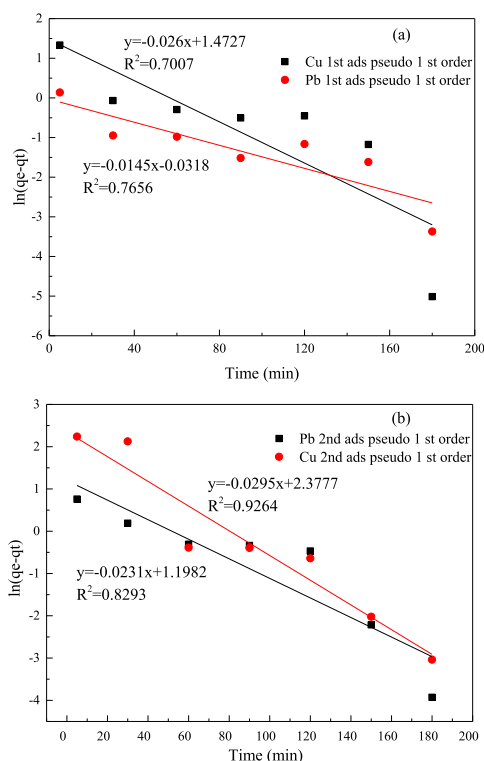 (a)
y=-0.026x+1.4727
R²=0.7007
Cu 1st ads pseudo 1 st order
Pb 1st ads pseudo 1 st order
y=-0.0145x-0.0318
R²=0.7656
ln(qe-qt)
2
1
0
-1
-2
-3
-4
-5
-6
0 40 80 120 160 200
Time (min)
(b)
Pb 2nd ads pseudo 1 st order
Cu 2nd ads pseudo 1 st order
y=-0.0295x+2.3777
R²=0.9264
y=-0.0231x+1.1982
R²=0.8293
ln(qe-qt)
3
2
1
0
-1
-2
-3
-4
0 20 40 60 80 100 120 140 160 180 200
Time (min)